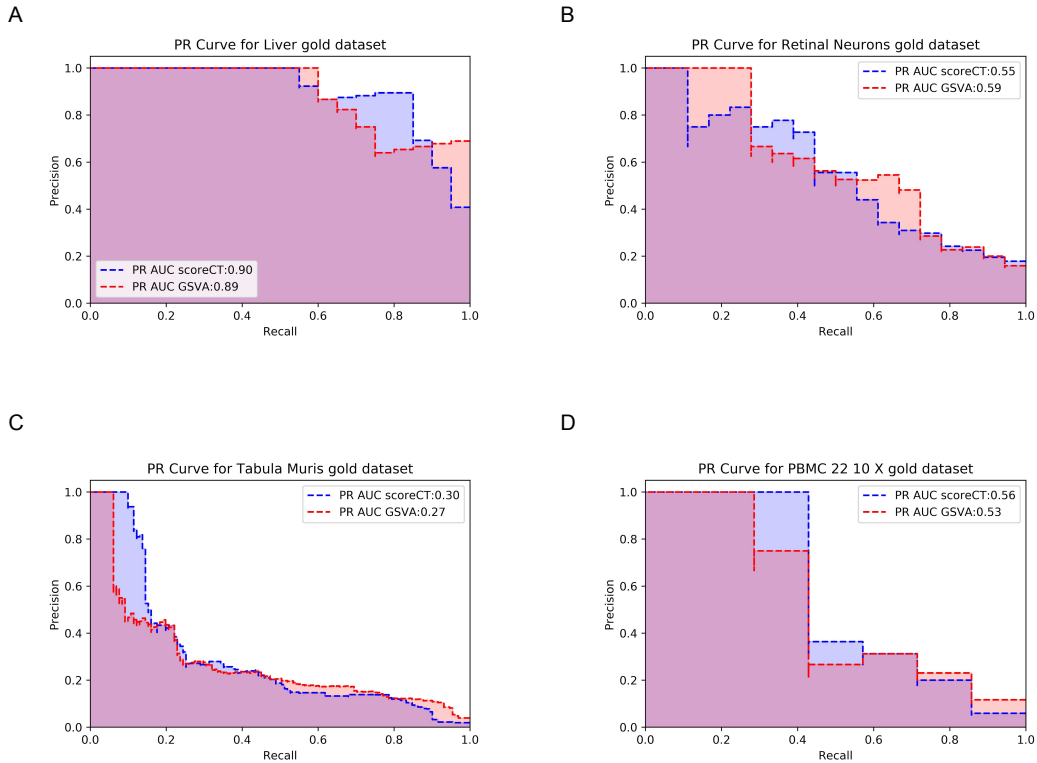 A
PR Curve for Liver gold dataset
1.0
0.8
0.6
0.4
0.2
0.0
Precision
PR AUC scoreCT:0.90
PR AUC GSVA:0.89
0.0 0.2 0.4 0.6 0.8 1.0
Recall
B
PR Curve for Retinal Neurons gold dataset
1.0
0.8
0.6
0.4
0.2
0.0
Precision
PR AUC scoreCT:0.55
PR AUC GSVA:0.59
0.0 0.2 0.4 0.6 0.8 1.0
Recall
C
PR Curve for Tabula Muris gold dataset
1.0
0.8
0.6
0.4
0.2
0.0
Precision
PR AUC scoreCT:0.30
PR AUC GSVA:0.27
0.0 0.2 0.4 0.6 0.8 1.0
Recall
D
PR Curve for PBMC 22 10 X gold dataset
1.0
0.8
0.6
0.4
0.2
0.0
Precision
PR AUC scoreCT:0.56
PR AUC GSVA:0.53
0.0 0.2 0.4 0.6 0.8 1.0
Recall